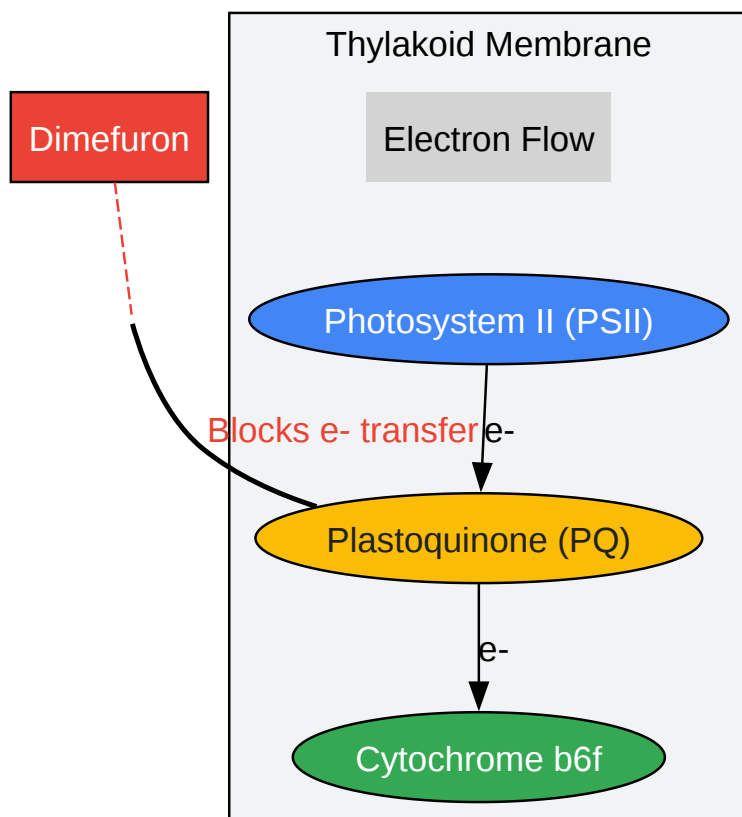 Thylakoid Membrane
Dimefuron
Electron Flow
Photosystem II (PSII)
Blocks e- transfer
e-
Plastoquinone (PQ)
e-
Cytochrome b6f